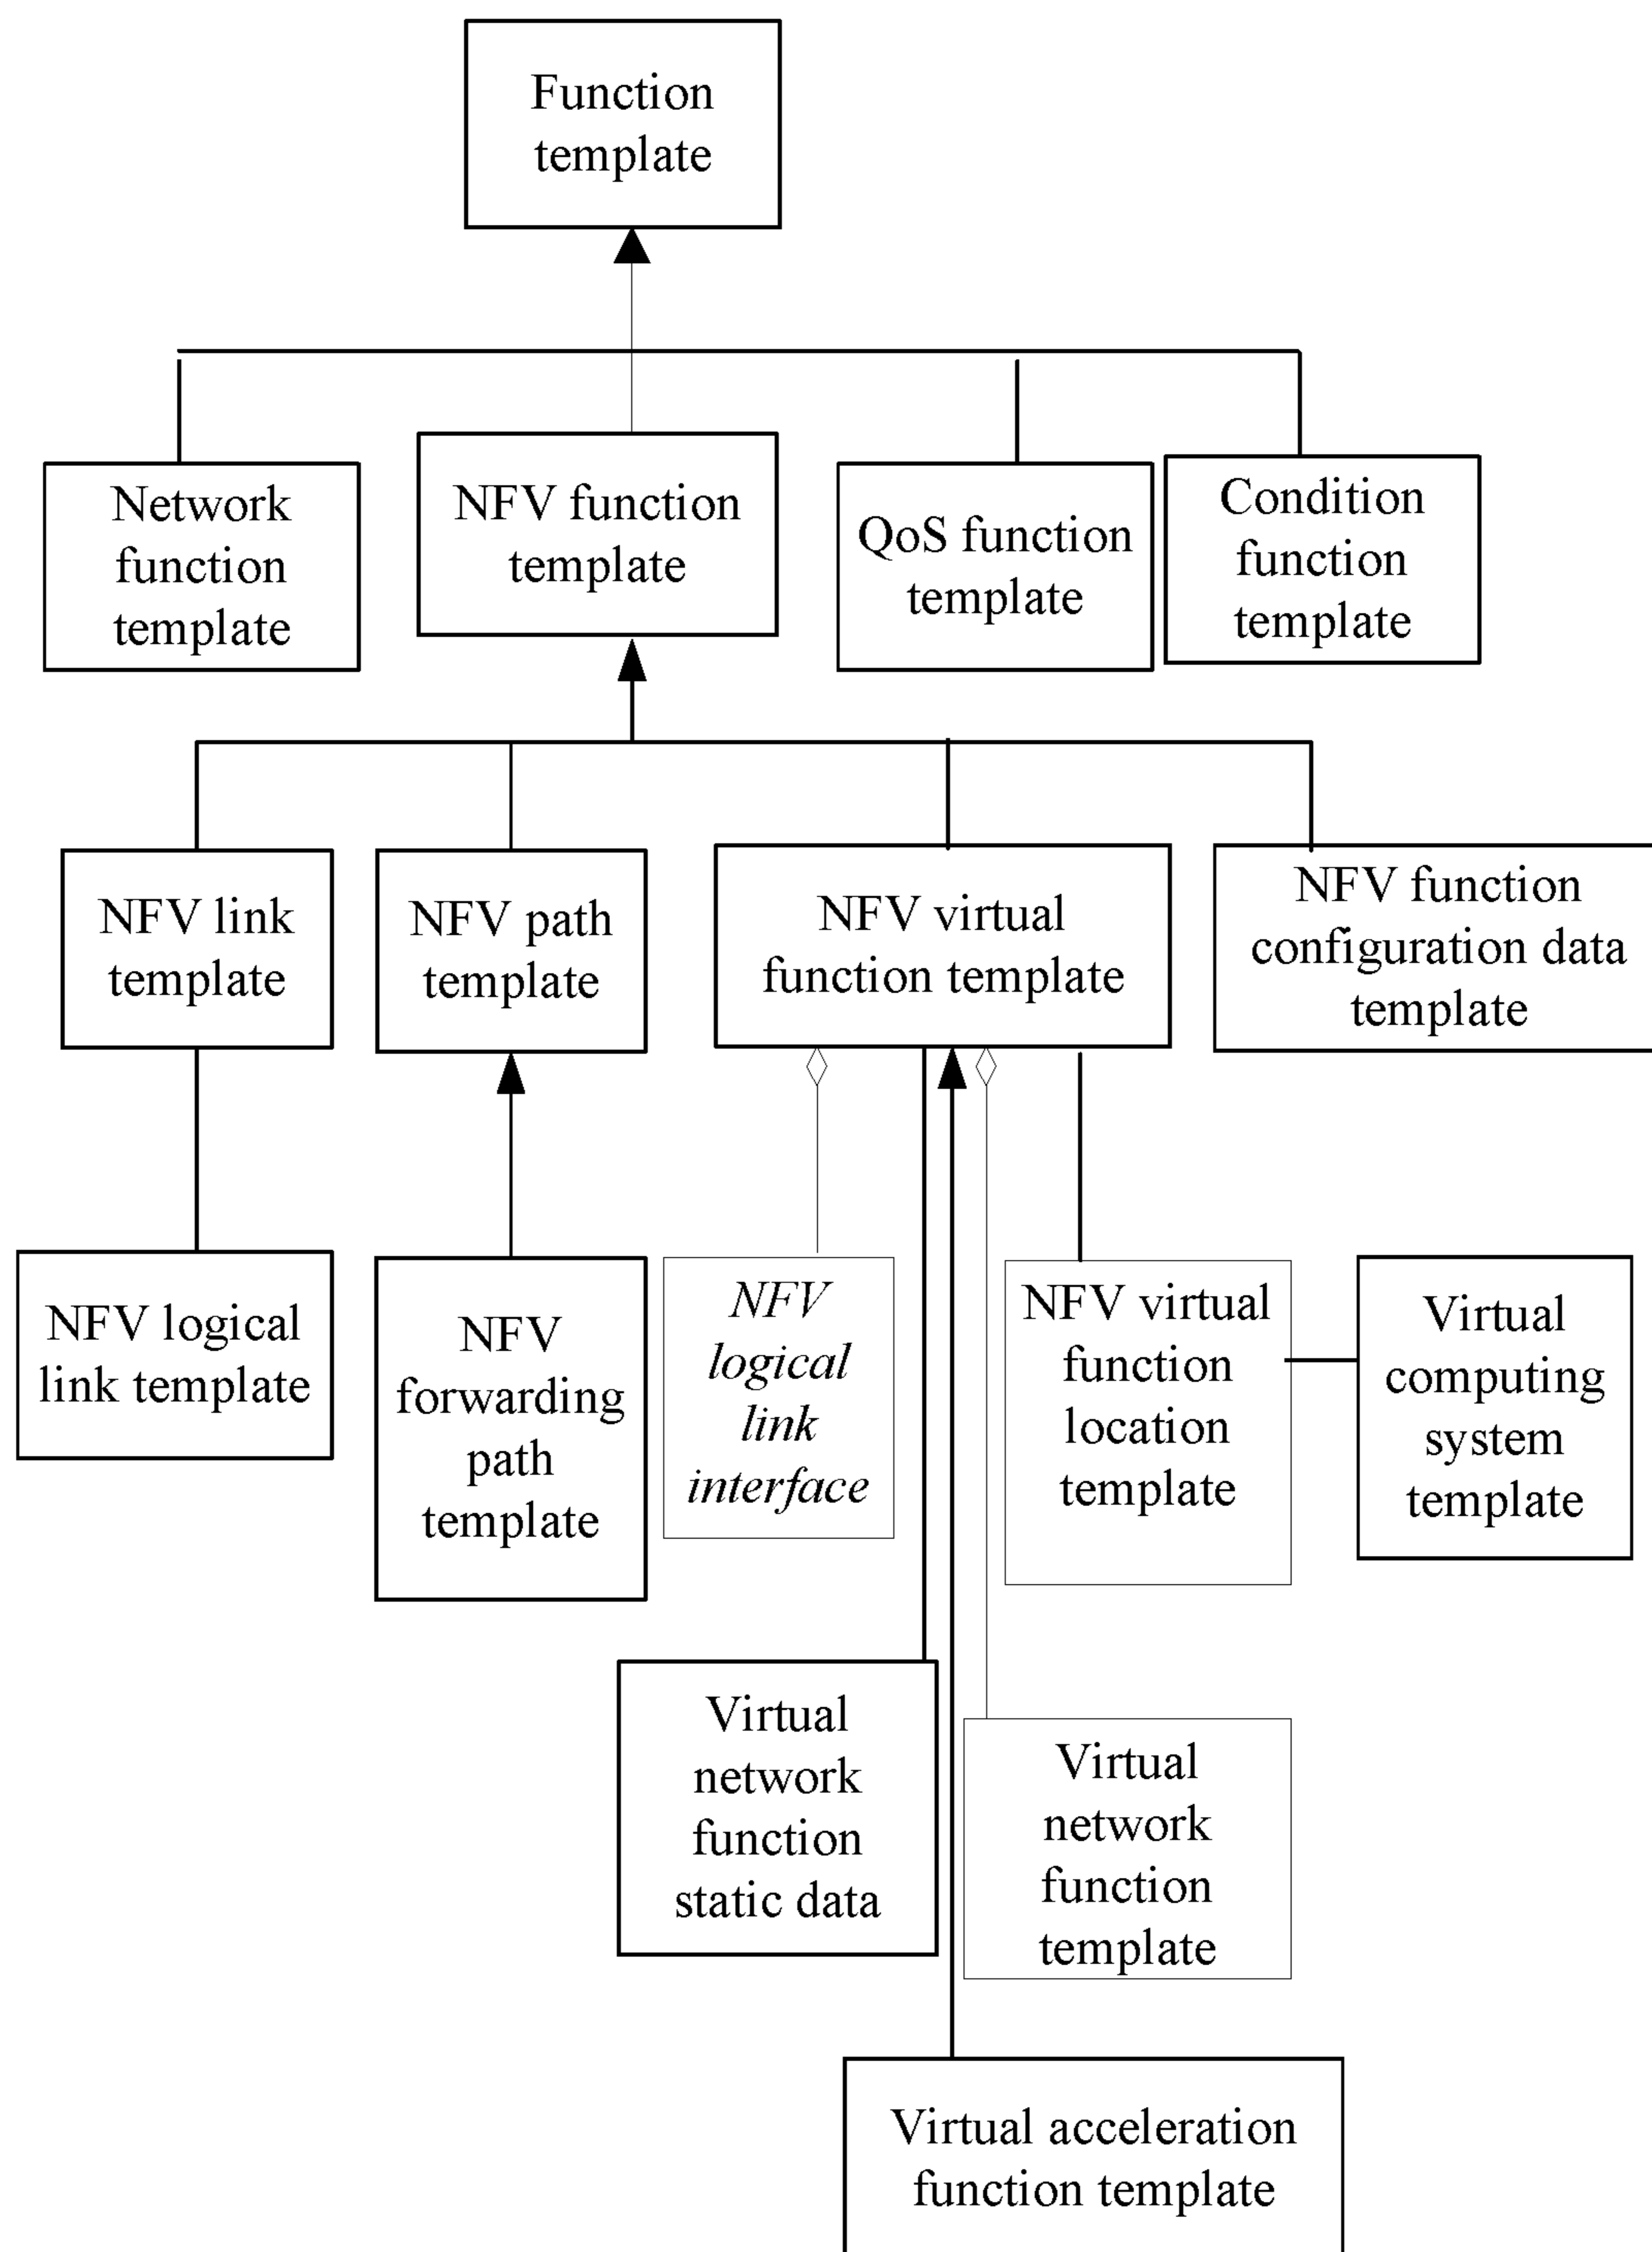 Function
template
Network
function
template
NFV function
template
QoS function
template
Condition
function
template
NFV link
template
NFV path
template
NFV virtual
function template
NFV function
configuration data
template
NFV logical
link template
NFV
forwarding
path
template
NFV
logical
link
interface
NFV virtual
function
location
template
Virtual
computing
system
template
Virtual
network
function
static data
Virtual
network
function
template
Virtual acceleration
function template